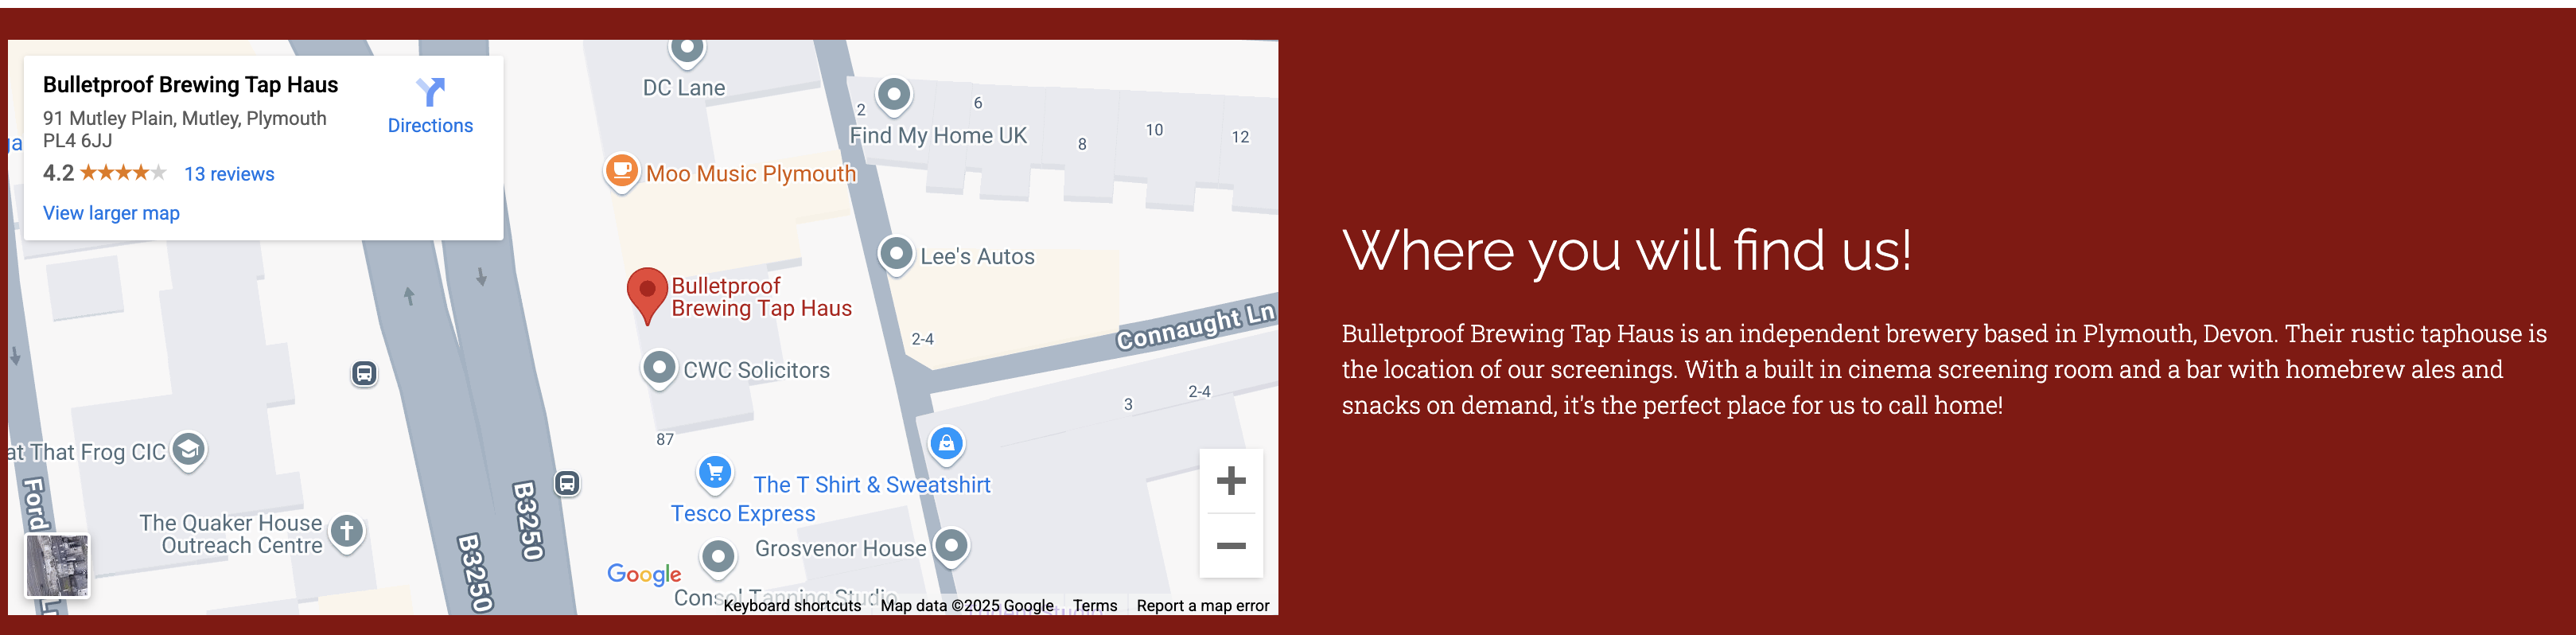 Bulletproof Brewing Tap Haus
91 Mutley Plain, Mutley, Plymouth
PL4 6JJ
4.2
13 reviews
Directions
View larger map
DC Lane
2
Find My Home UK
6
8
10
12
Moo Music Plymouth
Lee's Autos
Bulletproof
Brewing Tap Haus
2-4
Connaught Ln
CWC Solicitors
3
2-4
87
at That Frog CIC
The T Shirt & Sweatshirt
Tesco Express
Ford
B3250
B3250
The Quaker House
Outreach Centre
Grosvenor House
Google
Consol Tanning Studio
Keyboard shortcuts
Map data ©2025 Google
Terms
Report a map error
Where you will find us!
Bulletproof Brewing Tap Haus is an independent brewery based in Plymouth, Devon. Their rustic taphouse is
the location of our screenings. With a built in cinema screening room and a bar with homebrew ales and
snacks on demand, it's the perfect place for us to call home!